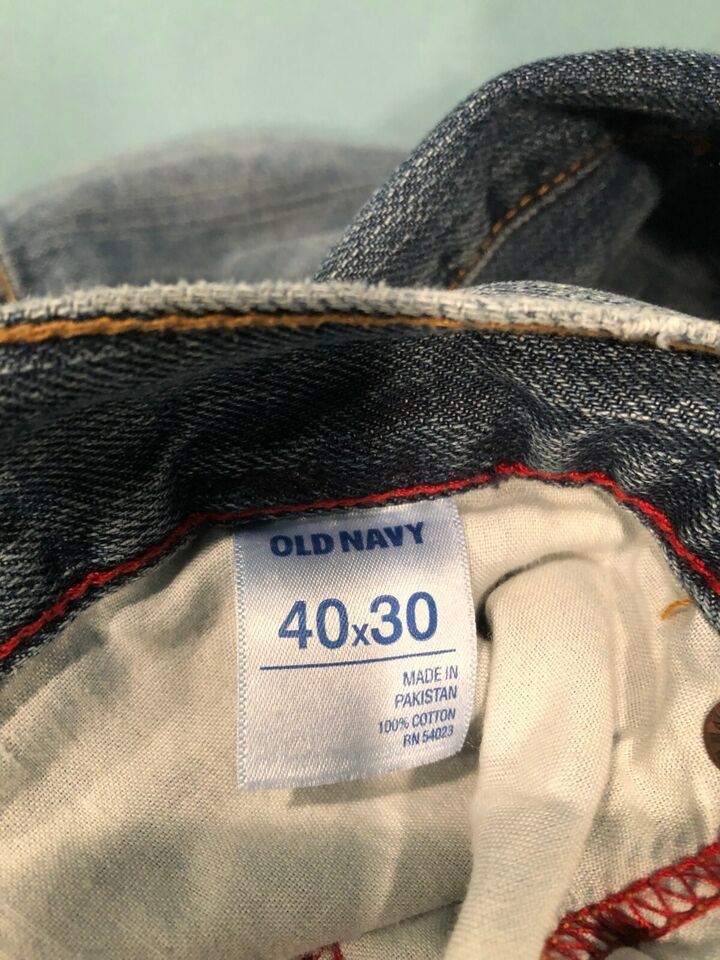 OLD NAVY
40x30
MADE IN
PAKISTAN
100% COTTON
RN 54023